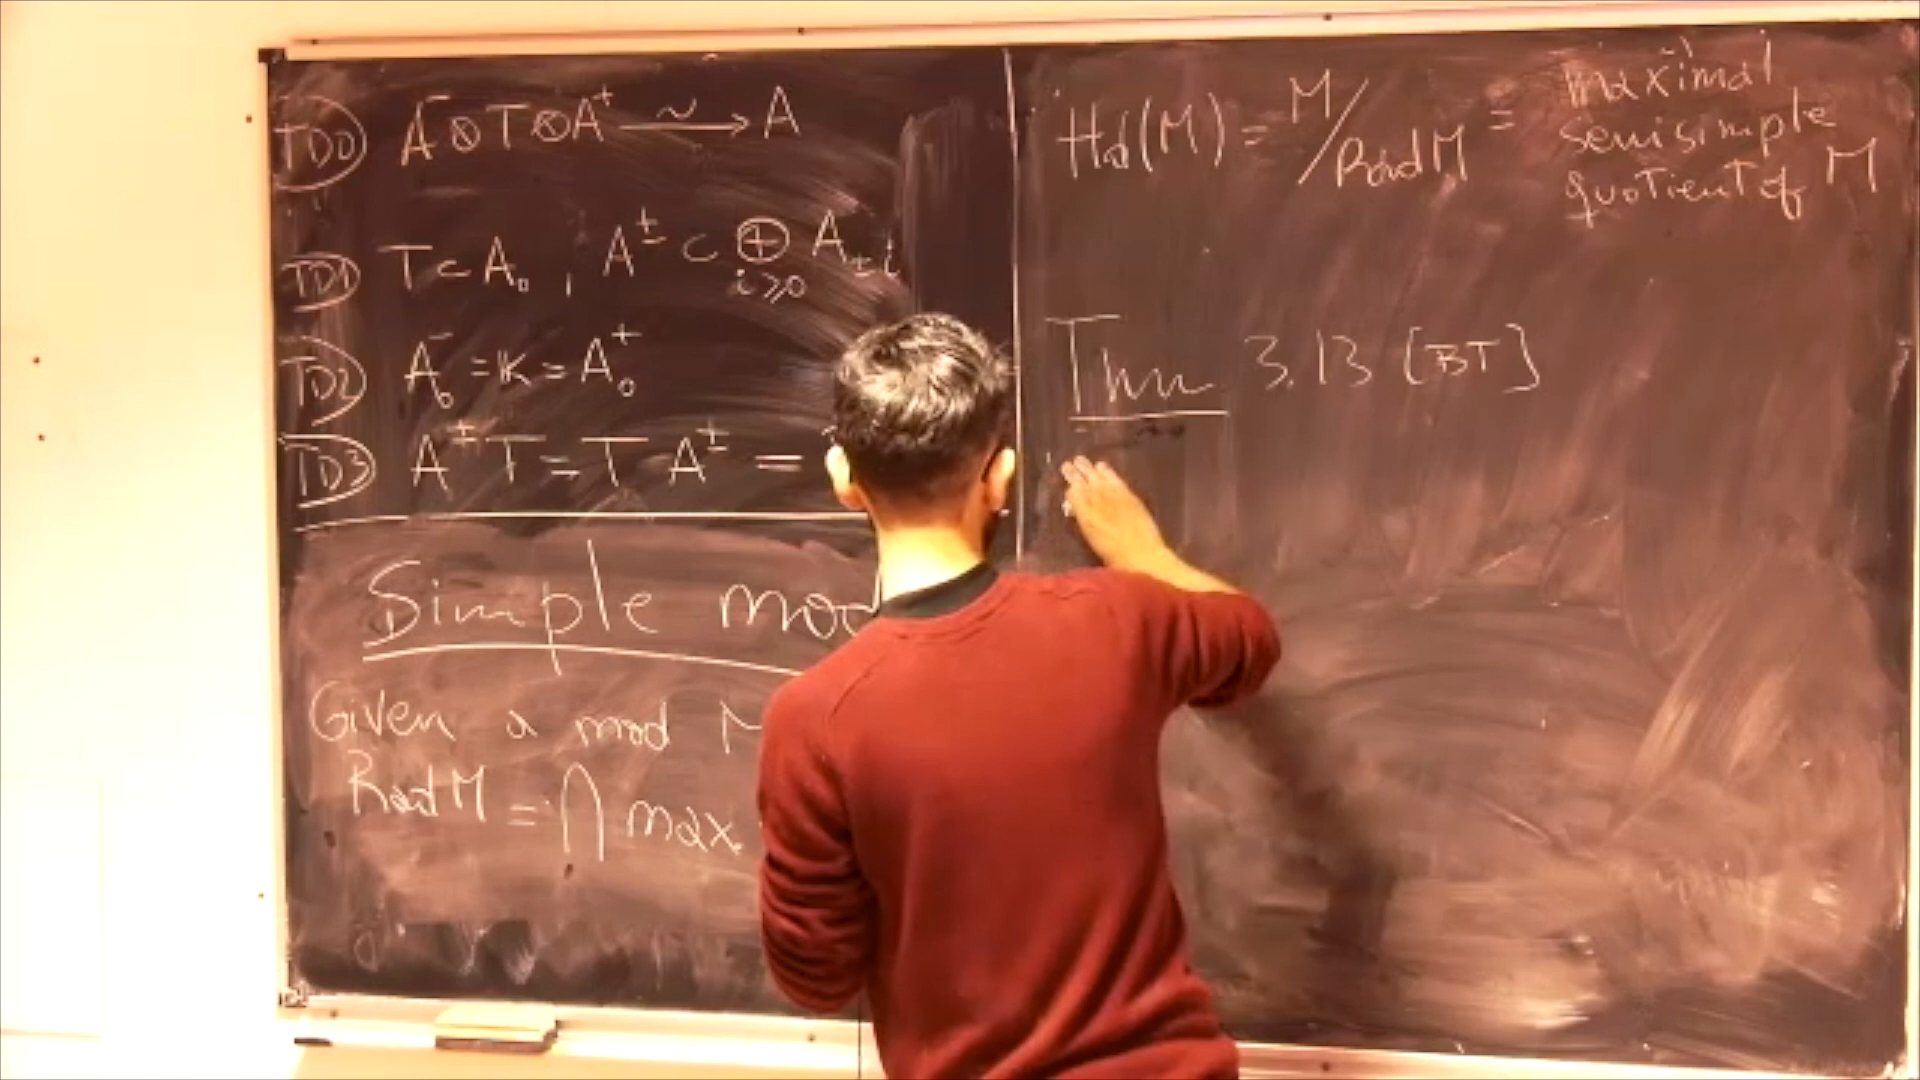 TD0 A⁻ ⊗ T ⊗ A⁺ ⥲ A
TD1 T ⊂ A₀ , A^± ⊂ ⊕_{i≥0} A_{±i}
TD2 A⁻₀ = K = A⁺₀
TD3 A^± T = T A^± =
Simple mod
Given a mod M
Rad M = ⋂ max.
Hd(M) = M/Rad M = maximal
semisimple
quotient of M
Thm 3.13 [BT]